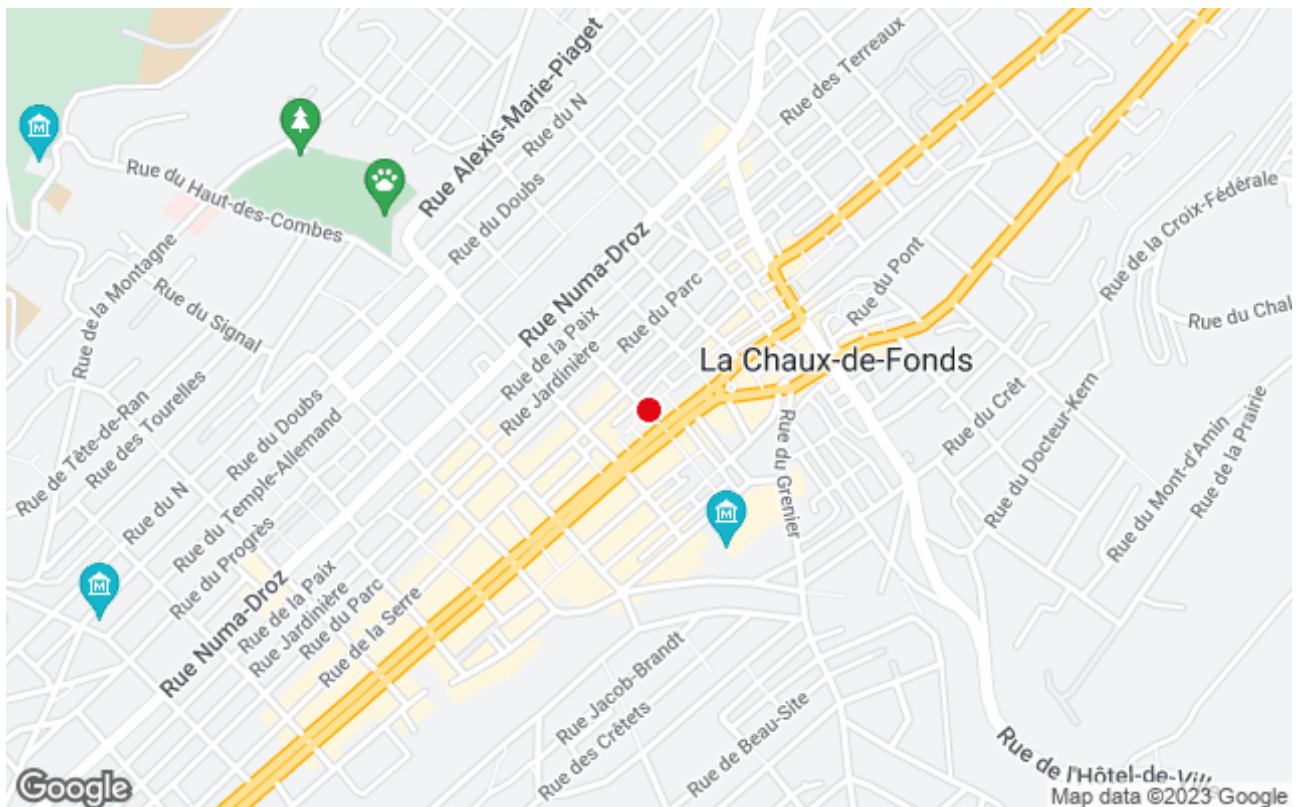 Rue des Terreaux
Rue Alexis-Marie-Piaget
Rue du N
Rue du Haut-des-Combes
Rue du Doubs
Rue de la Croix-Fédérale
Rue de la Montagne
Rue Numa-Droz
Rue du Pont
Rue du Parc
Rue du Signal
Rue de la Paix
Rue du Chal
Rue Jardinière
La Chaux-de-Fonds
Rue de Tête-de-Ran
Rue des Tourelles
Rue du Doubs
Rue du Crêt
Rue du Temple-Allemand
Rue du Grenier
Rue du Docteur-Kern
Rue du Mont-d'Amin
Rue de la Prairie
Rue du N
Rue du Progrès
Rue Numa-Droz
Rue de la Paix
Rue Jardinière
Rue du Parc
Rue de la Serre
Rue Jacob-Brandt
Rue des Crêtets
Rue de Beau-Site
Rue de l'Hôtel-de-Ville
Google
Map data ©2023 Google